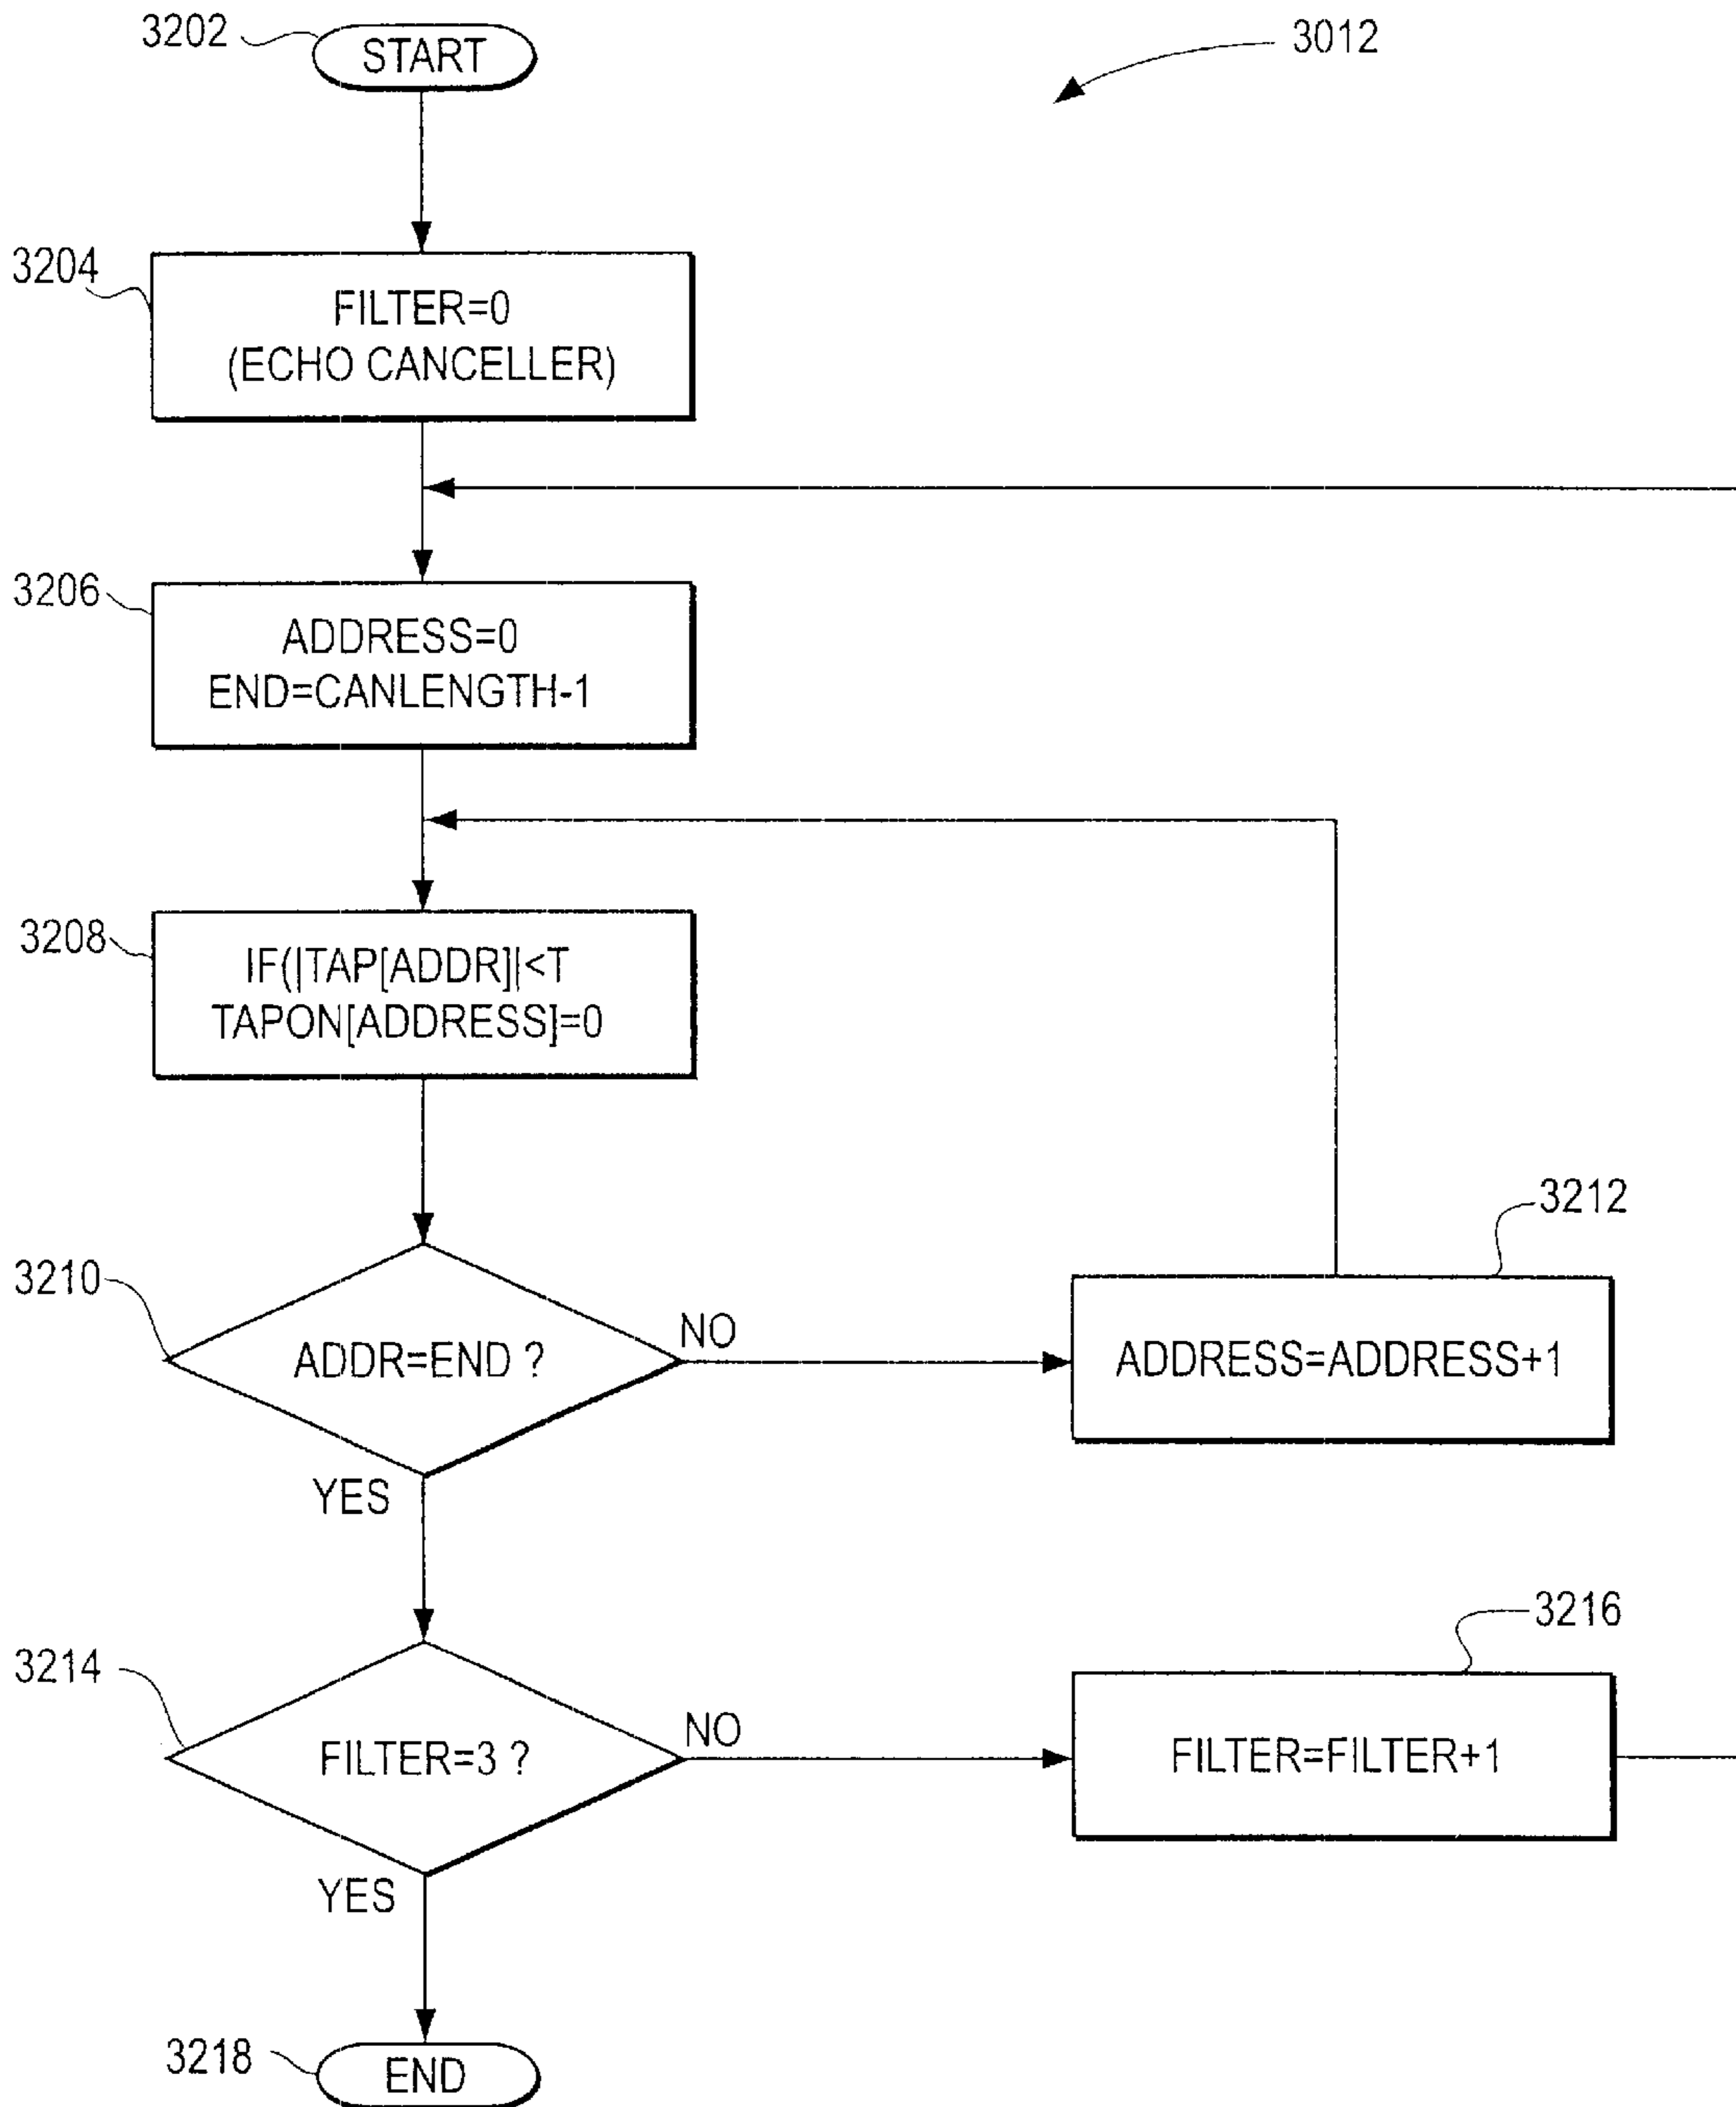 3202
START
3012
3204
FILTER=0
(ECHO CANCELLER)
3206
ADDRESS=0
END=CANLENGTH-1
3208
IF(|TAP[ADDR]|<T
TAPON[ADDRESS]=0
3212
3210
ADDR=END ?
NO
ADDRESS=ADDRESS+1
YES
3216
3214
FILTER=3 ?
NO
FILTER=FILTER+1
YES
3218
END